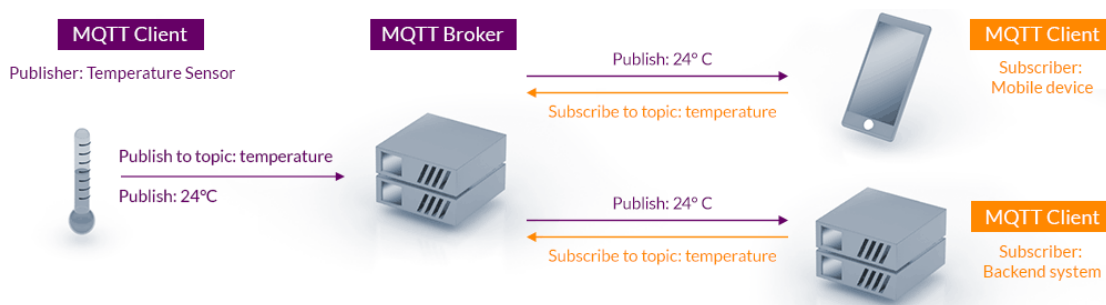 MQTT Client
Publisher: Temperature Sensor
Publish to topic: temperature
Publish: 24°C
MQTT Broker
Publish: 24° C
Subscribe to topic: temperature
MQTT Client
Subscriber:
Mobile device
Publish: 24° C
Subscribe to topic: temperature
MQTT Client
Subscriber:
Backend system